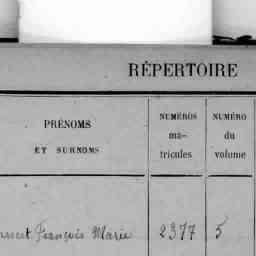 RÉPERTOIRE
PRÉNOMS
ET SURNOMS
NUMÉROS
ma-
tricules
NUMÉRO
du
volume
François Marie 2377 5